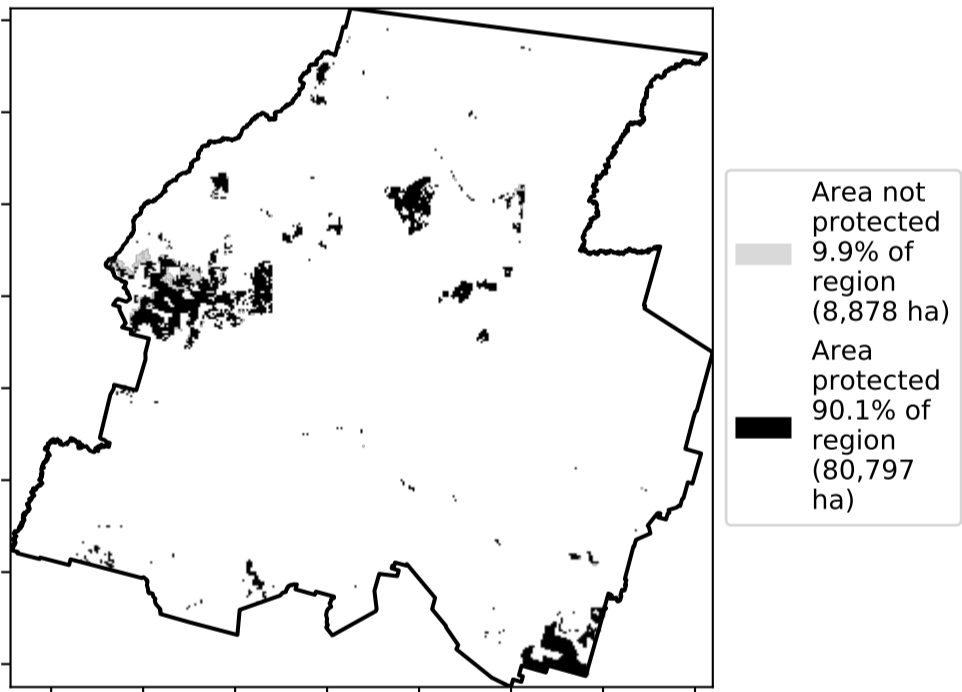 Area not
protected
9.9% of
region
(8,878 ha)
Area
protected
90.1% of
region
(80,797
ha)